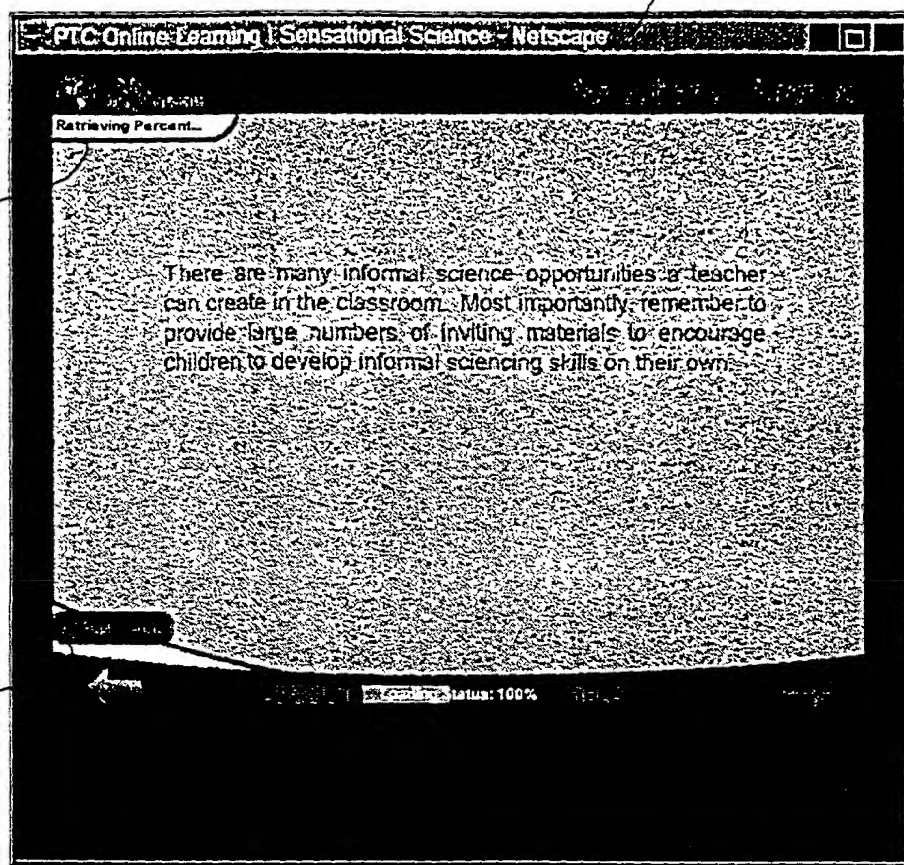 PTC Online Learning | Sensational Science - Netscape
Retrieving Percent...
There are many informal science opportunities a teacher
can create in the classroom. Most importantly, remember to
provide large numbers of inviting materials to encourage
children to develop informal sciencing skills on their own.
Loading Status: 100%